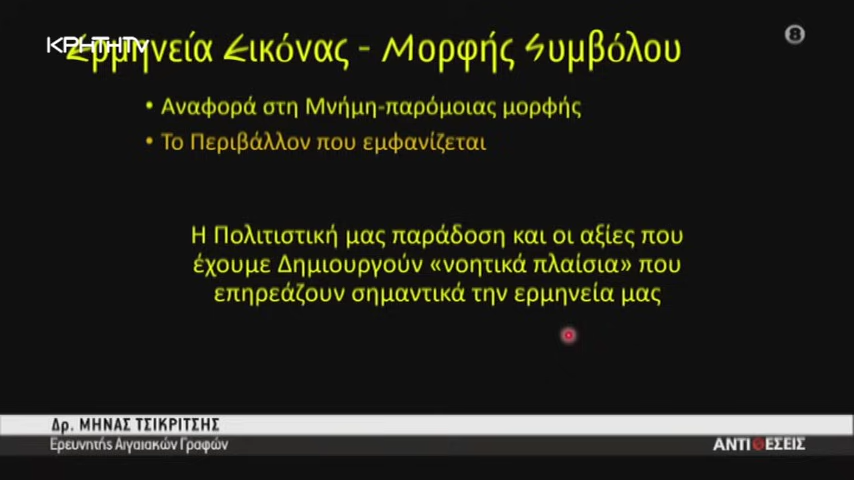 ΚΡΗΤΗTV
8
Ερμηνεία Εικόνας - Μορφής Συμβόλου
• Αναφορά στη Μνήμη-παρόμοιας μορφής
• Το Περιβάλλον που εμφανίζεται
Η Πολιτιστική μας παράδοση και οι αξίες που
έχουμε Δημιουργούν «νοητικά πλαίσια» που
επηρεάζουν σημαντικά την ερμηνεία μας
Δρ. ΜΗΝΑΣ ΤΣΙΚΡΙΤΣΗΣ
Ερευνητής Αιγαιακών Γραφών
ΑΝΤΙΘΕΣΕΙΣ